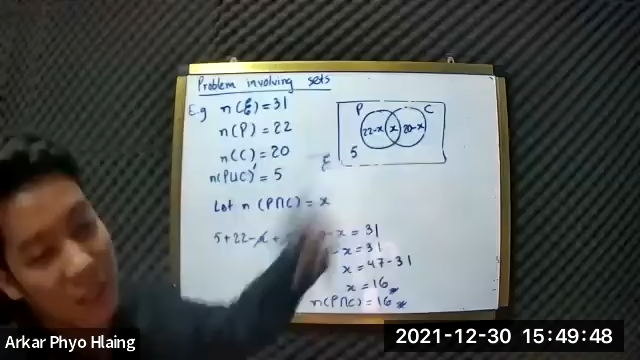 Problem involving sets
E.g n(ξ) = 31
n(P) = 22
n(C) = 20
n(P∪C)' = 5
Let n (P∩C) = x
5 + 22 - x +
- x = 31
- x = 31
x = 47 - 31
x = 16
n(P∩C) = 16
P
C
22-x
x
20-x
5
ξ
Arkar Phyo Hlaing
2021-12-30 15:49:48